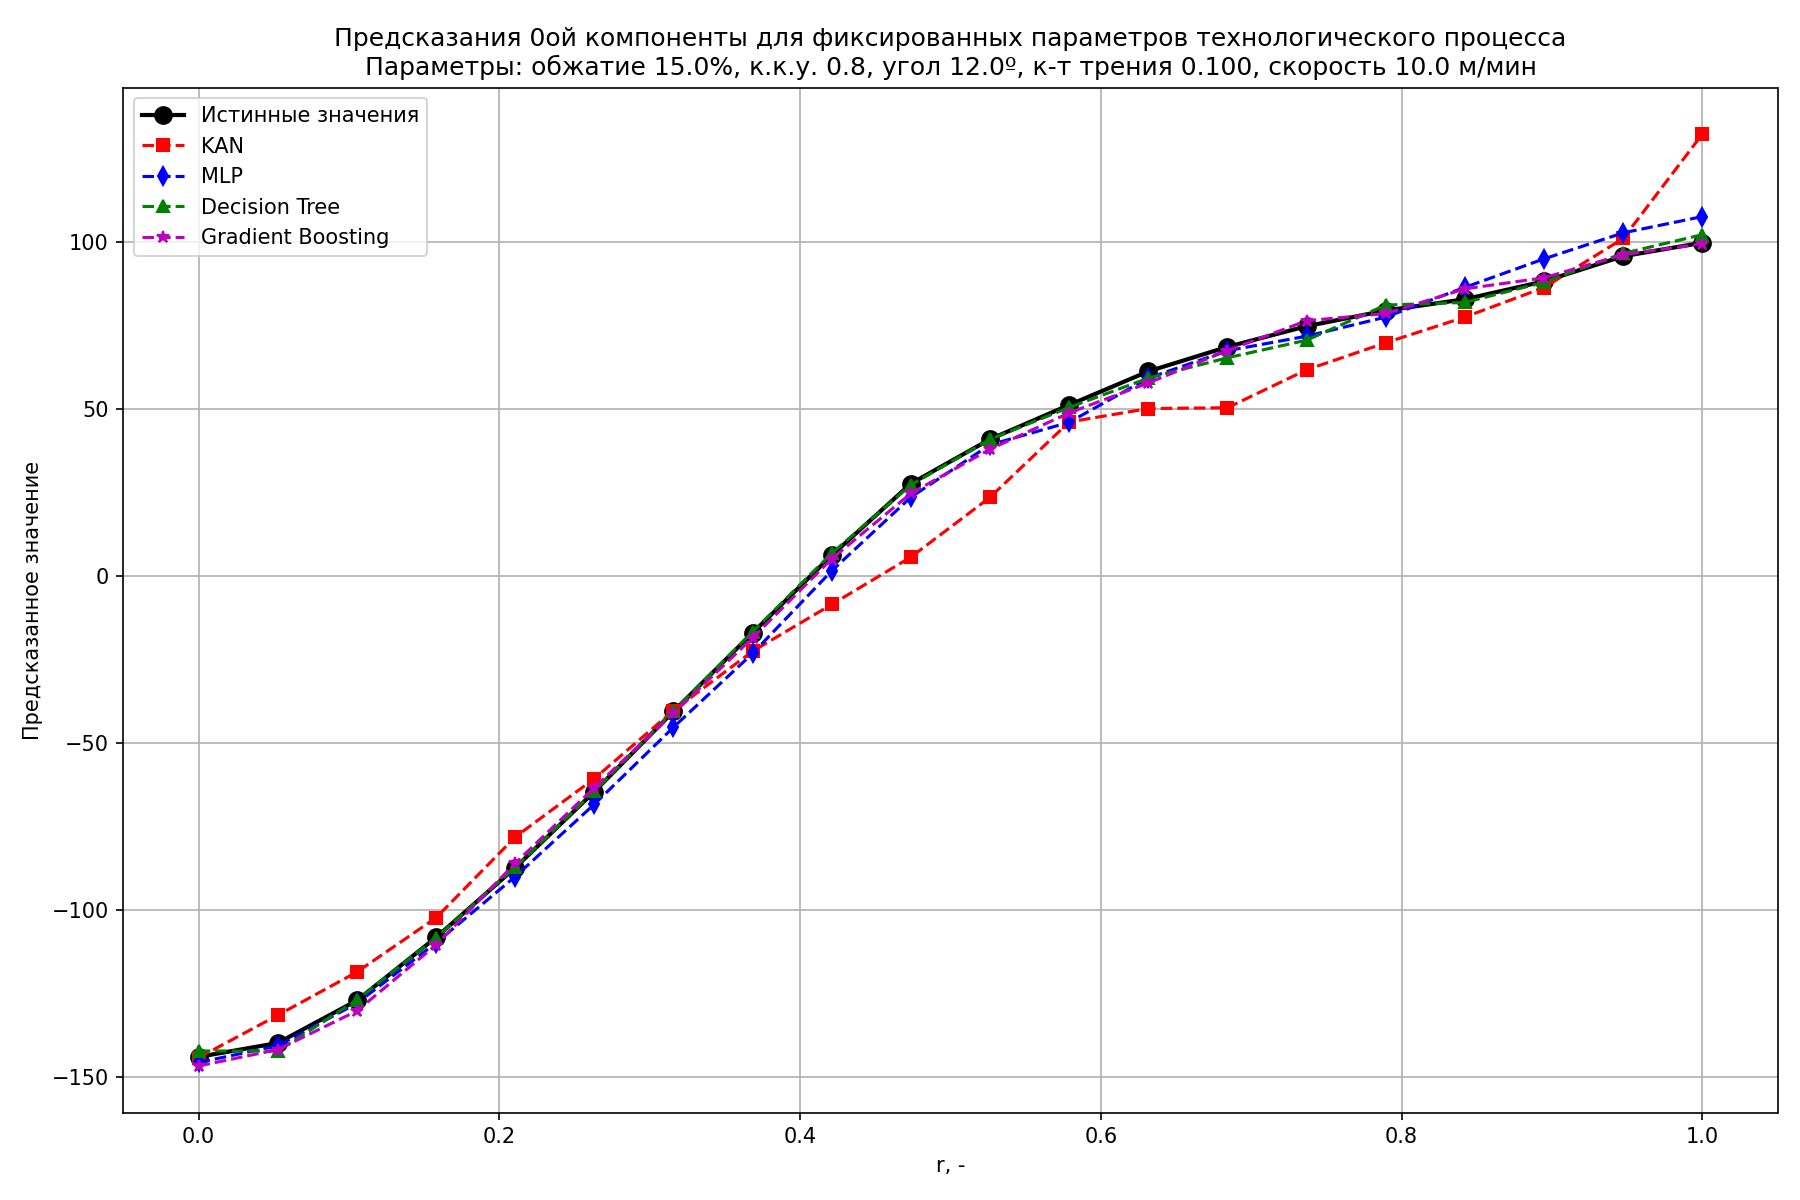 Предсказания 0ой компоненты для фиксированных параметров технологического процесса
Параметры: обжатие 15.0%, к.к.у. 0.8, угол 12.0º, к-т трения 0.100, скорость 10.0 м/мин
Истинные значения
KAN
MLP
Decision Tree
Gradient Boosting
Предсказанное значение
100
50
0
−50
−100
−150
0.0
0.2
0.4
0.6
0.8
1.0
r, -